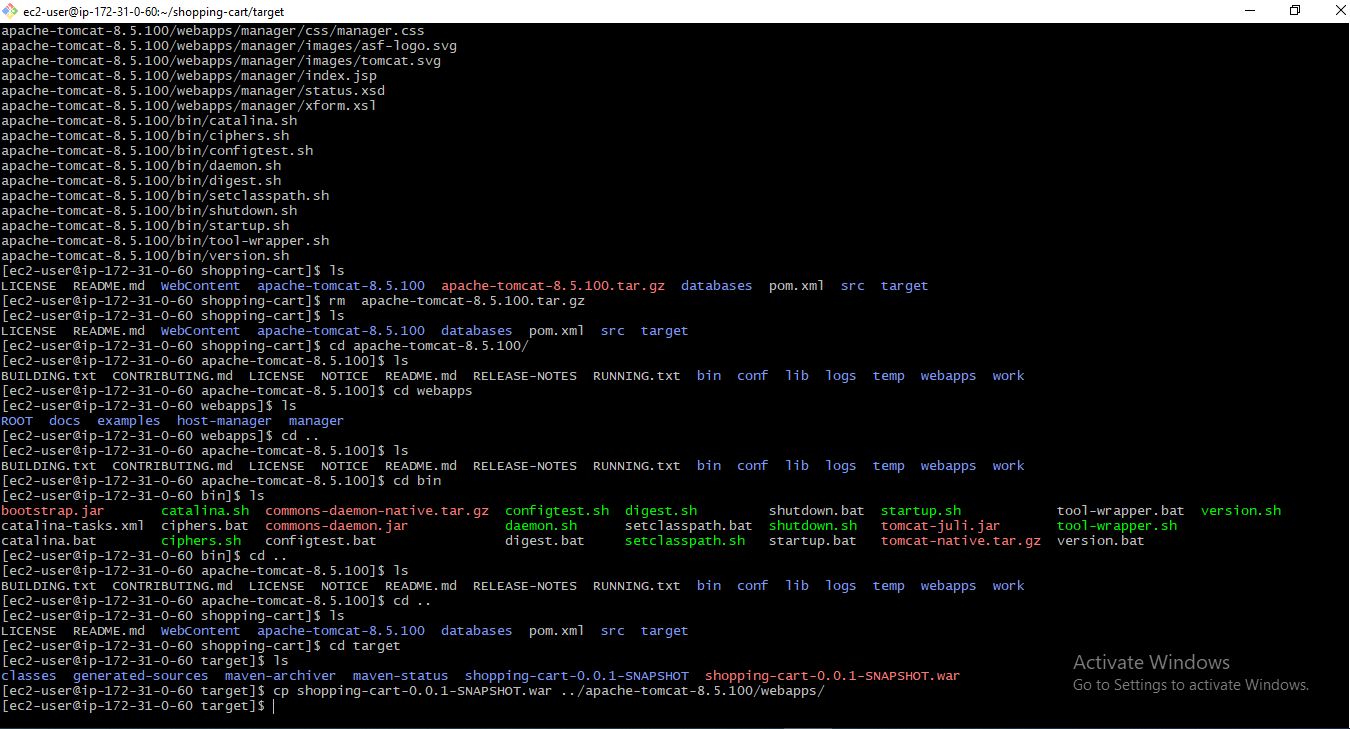 ec2-user@ip-172-31-0-60:~/shopping-cart/target
apache-tomcat-8.5.100/webapps/manager/css/manager.css
apache-tomcat-8.5.100/webapps/manager/images/asf-logo.svg
apache-tomcat-8.5.100/webapps/manager/images/tomcat.svg
apache-tomcat-8.5.100/webapps/manager/index.jsp
apache-tomcat-8.5.100/webapps/manager/status.xsd
apache-tomcat-8.5.100/webapps/manager/xform.xsl
apache-tomcat-8.5.100/bin/catalina.sh
apache-tomcat-8.5.100/bin/ciphers.sh
apache-tomcat-8.5.100/bin/configtest.sh
apache-tomcat-8.5.100/bin/daemon.sh
apache-tomcat-8.5.100/bin/digest.sh
apache-tomcat-8.5.100/bin/setclasspath.sh
apache-tomcat-8.5.100/bin/shutdown.sh
apache-tomcat-8.5.100/bin/startup.sh
apache-tomcat-8.5.100/bin/tool-wrapper.sh
apache-tomcat-8.5.100/bin/version.sh
[ec2-user@ip-172-31-0-60 shopping-cart]$ ls
LICENSE  README.md  WebContent  apache-tomcat-8.5.100  apache-tomcat-8.5.100.tar.gz  databases  pom.xml  src  target
[ec2-user@ip-172-31-0-60 shopping-cart]$ rm  apache-tomcat-8.5.100.tar.gz
[ec2-user@ip-172-31-0-60 shopping-cart]$ ls
LICENSE  README.md  WebContent  apache-tomcat-8.5.100  databases  pom.xml  src  target
[ec2-user@ip-172-31-0-60 shopping-cart]$ cd apache-tomcat-8.5.100/
[ec2-user@ip-172-31-0-60 apache-tomcat-8.5.100]$ ls
BUILDING.txt  CONTRIBUTING.md  LICENSE  NOTICE  README.md  RELEASE-NOTES  RUNNING.txt  bin  conf  lib  logs  temp  webapps  work
[ec2-user@ip-172-31-0-60 apache-tomcat-8.5.100]$ cd webapps
[ec2-user@ip-172-31-0-60 webapps]$ ls
ROOT  docs  examples  host-manager  manager
[ec2-user@ip-172-31-0-60 webapps]$ cd ..
[ec2-user@ip-172-31-0-60 apache-tomcat-8.5.100]$ ls
BUILDING.txt  CONTRIBUTING.md  LICENSE  NOTICE  README.md  RELEASE-NOTES  RUNNING.txt  bin  conf  lib  logs  temp  webapps  work
[ec2-user@ip-172-31-0-60 apache-tomcat-8.5.100]$ cd bin
[ec2-user@ip-172-31-0-60 bin]$ ls
bootstrap.jar  catalina.sh  commons-daemon-native.tar.gz  configtest.sh  digest.sh  shutdown.bat  startup.sh  tool-wrapper.bat  version.sh
catalina-tasks.xml  ciphers.bat  commons-daemon.jar  daemon.sh  setclasspath.bat  shutdown.sh  tomcat-juli.jar  tool-wrapper.sh
catalina.bat  ciphers.sh  configtest.bat  digest.bat  setclasspath.sh  startup.bat  tomcat-native.tar.gz  version.bat
[ec2-user@ip-172-31-0-60 bin]$ cd ..
[ec2-user@ip-172-31-0-60 apache-tomcat-8.5.100]$ ls
BUILDING.txt  CONTRIBUTING.md  LICENSE  NOTICE  README.md  RELEASE-NOTES  RUNNING.txt  bin  conf  lib  logs  temp  webapps  work
[ec2-user@ip-172-31-0-60 apache-tomcat-8.5.100]$ cd ..
[ec2-user@ip-172-31-0-60 shopping-cart]$ ls
LICENSE  README.md  WebContent  apache-tomcat-8.5.100  databases  pom.xml  src  target
[ec2-user@ip-172-31-0-60 shopping-cart]$ cd target
[ec2-user@ip-172-31-0-60 target]$ ls
classes  generated-sources  maven-archiver  maven-status  shopping-cart-0.0.1-SNAPSHOT  shopping-cart-0.0.1-SNAPSHOT.war
[ec2-user@ip-172-31-0-60 target]$ cp shopping-cart-0.0.1-SNAPSHOT.war ../apache-tomcat-8.5.100/webapps/
[ec2-user@ip-172-31-0-60 target]$
Activate Windows
Go to Settings to activate Windows.